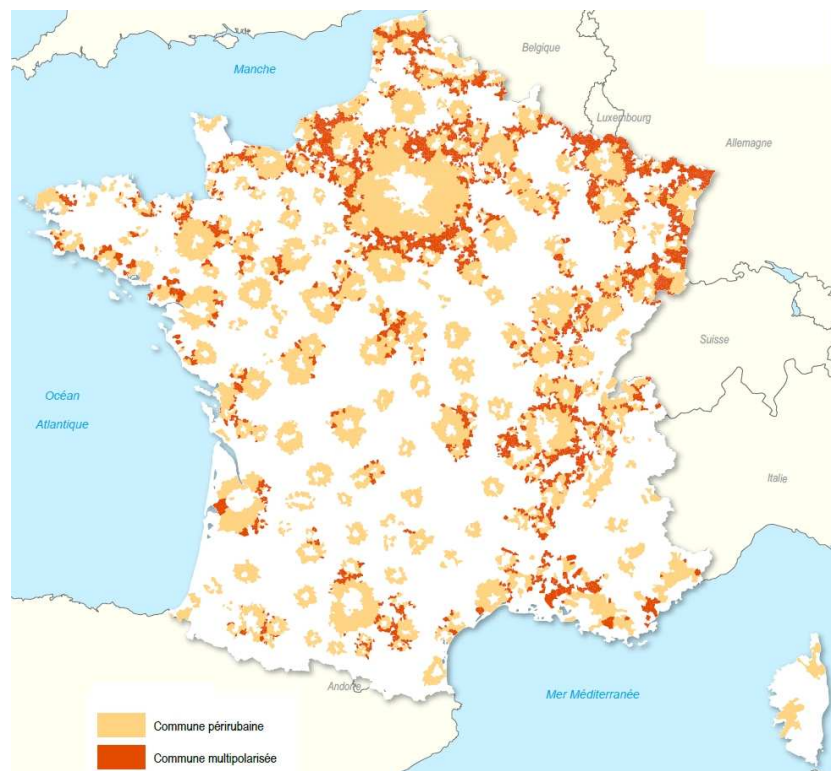 Belgique
Manche
Luxembourg
Allemagne
Suisse
Océan
Atlantique
Italie
Andorre
Mer Méditerranée
Commune périrubaine
Commune multipolarisée